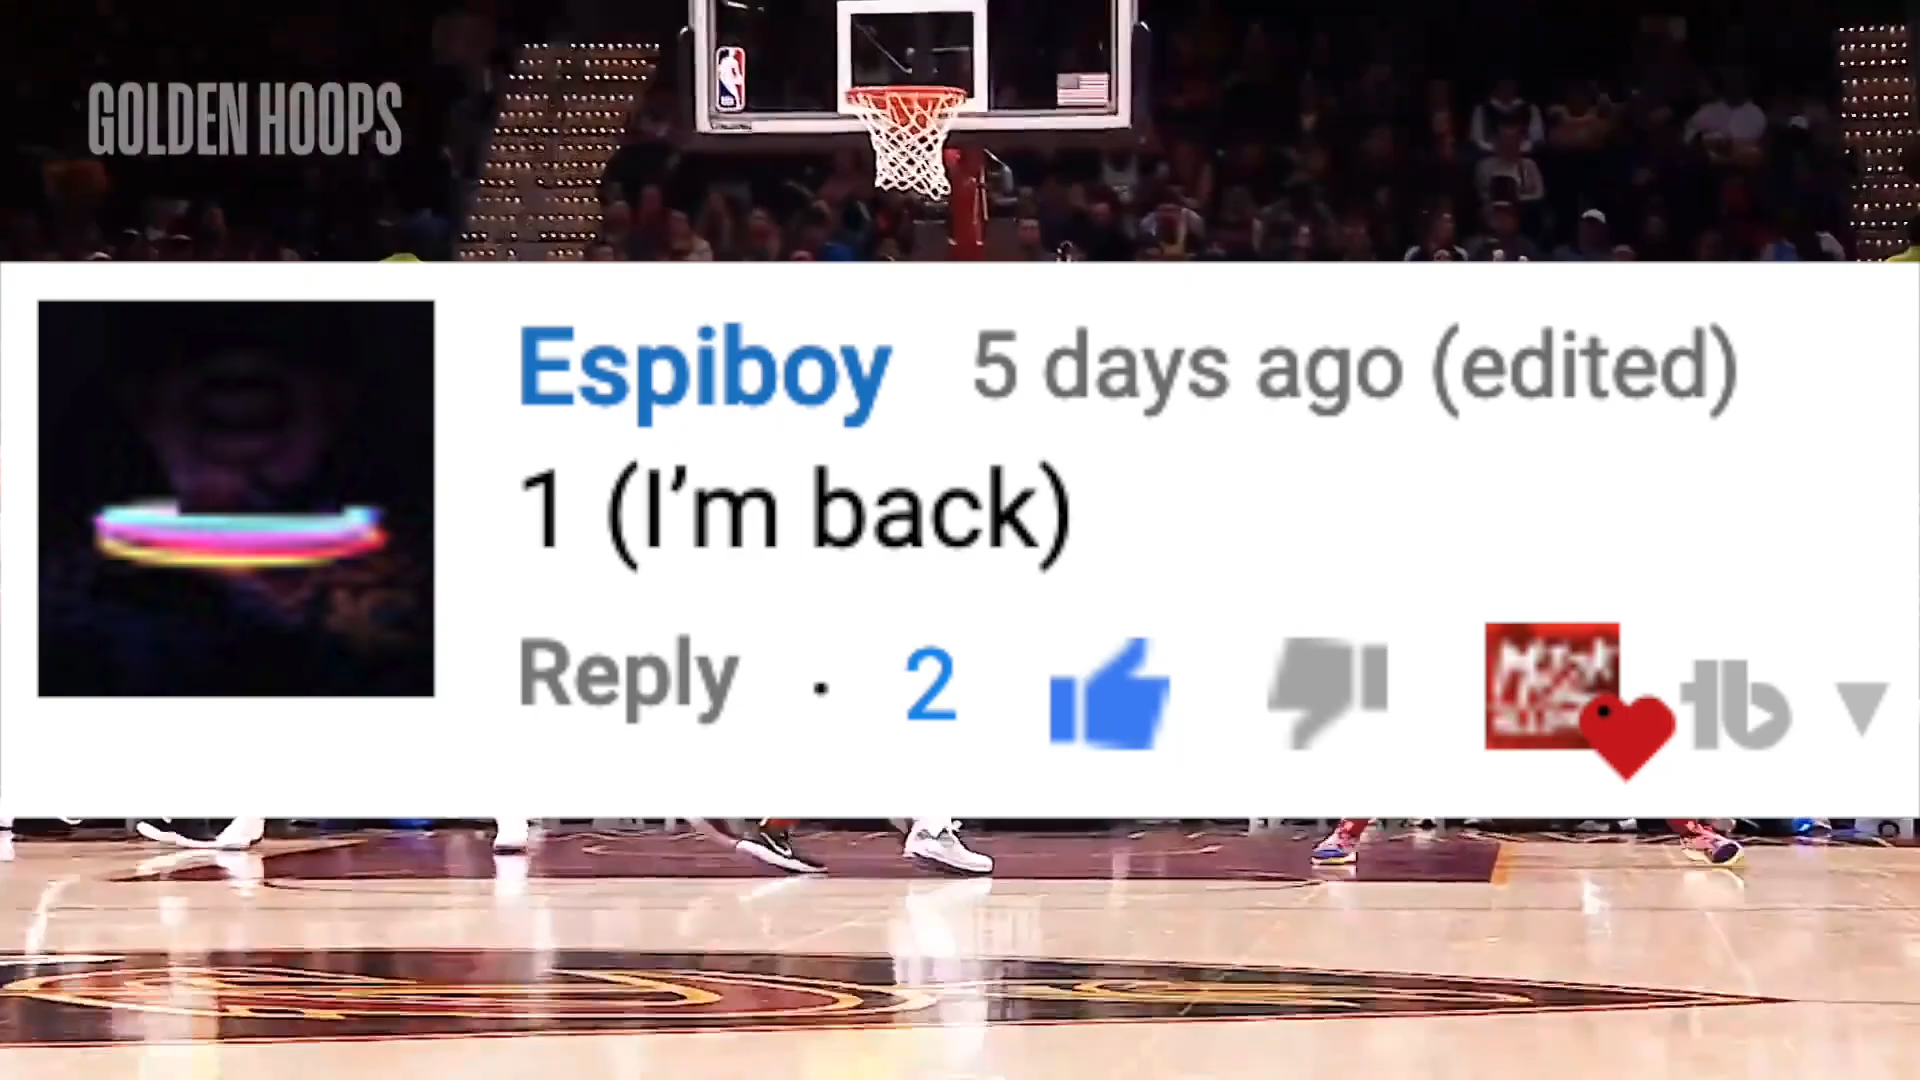 GOLDEN HOOPS
Espiboy 5 days ago (edited)
1 (I’m back)
Reply · 2